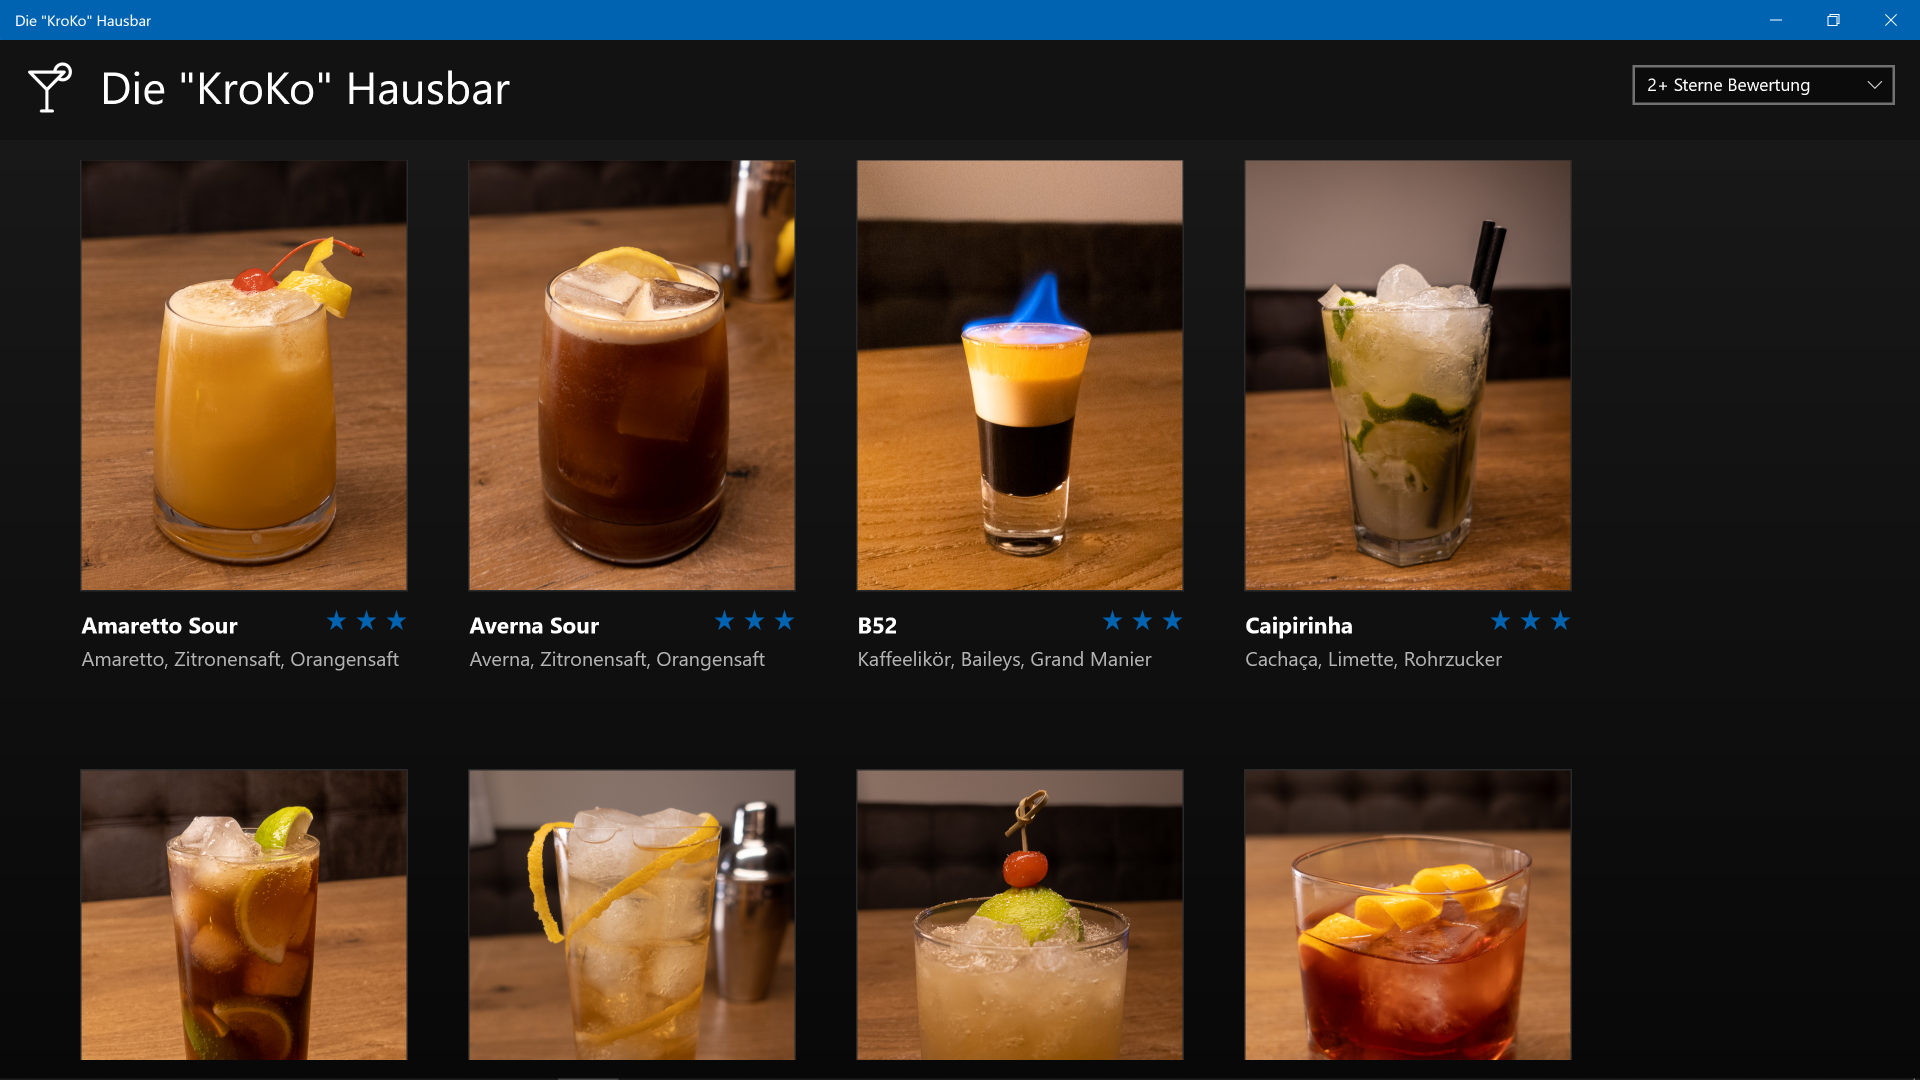 Die "KroKo" Hausbar
Die "KroKo" Hausbar
2+ Sterne Bewertung
Amaretto Sour
Amaretto, Zitronensaft, Orangensaft
Averna Sour
Averna, Zitronensaft, Orangensaft
B52
Kaffeelikör, Baileys, Grand Manier
Caipirinha
Cachaça, Limette, Rohrzucker